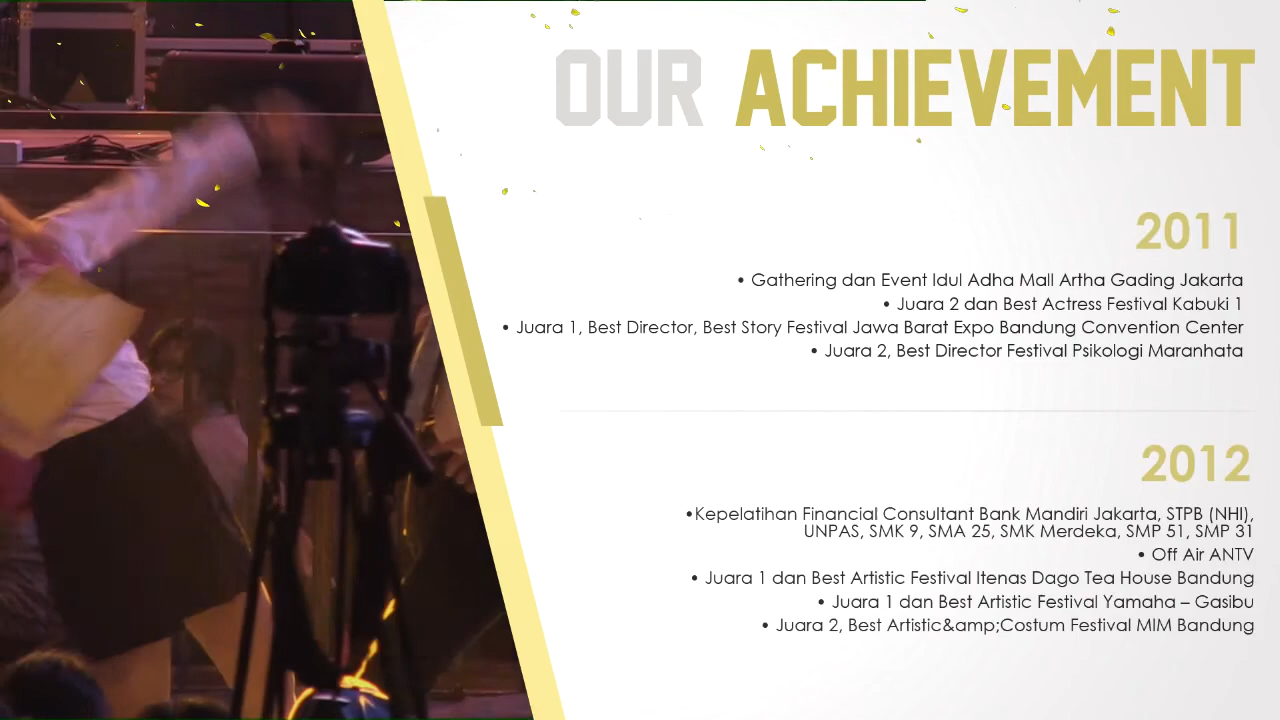 OUR ACHIEVEMENT
2011
• Gathering dan Event Idul Adha Mall Artha Gading Jakarta
• Juara 2 dan Best Actress Festival Kabuki 1
• Juara 1, Best Director, Best Story Festival Jawa Barat Expo Bandung Convention Center
• Juara 2, Best Director Festival Psikologi Maranhata
2012
•Kepelatihan Financial Consultant Bank Mandiri Jakarta, STPB (NHI),
UNPAS, SMK 9, SMA 25, SMK Merdeka, SMP 51, SMP 31
• Off Air ANTV
• Juara 1 dan Best Artistic Festival Itenas Dago Tea House Bandung
• Juara 1 dan Best Artistic Festival Yamaha – Gasibu
• Juara 2, Best Artistic&amp;Costum Festival MIM Bandung